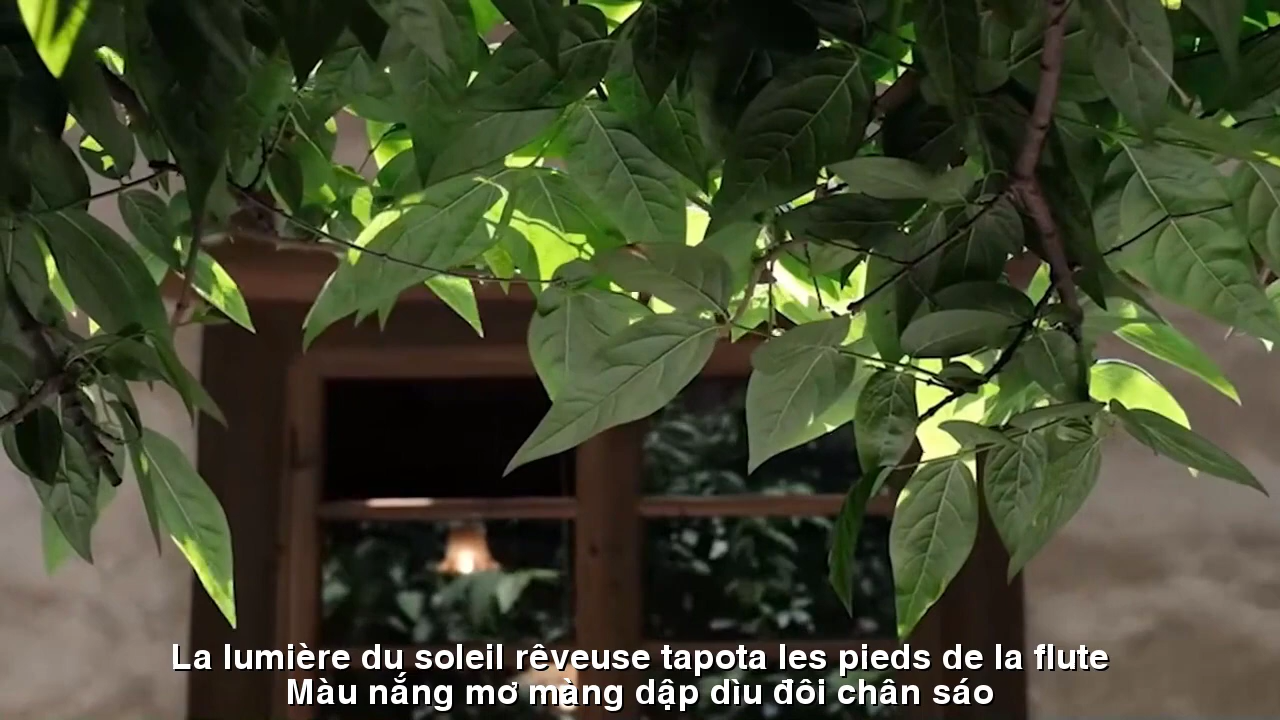 La lumière du soleil rêveuse tapota les pieds de la flute
Màu nắng mơ màng dập dìu đôi chân sáo